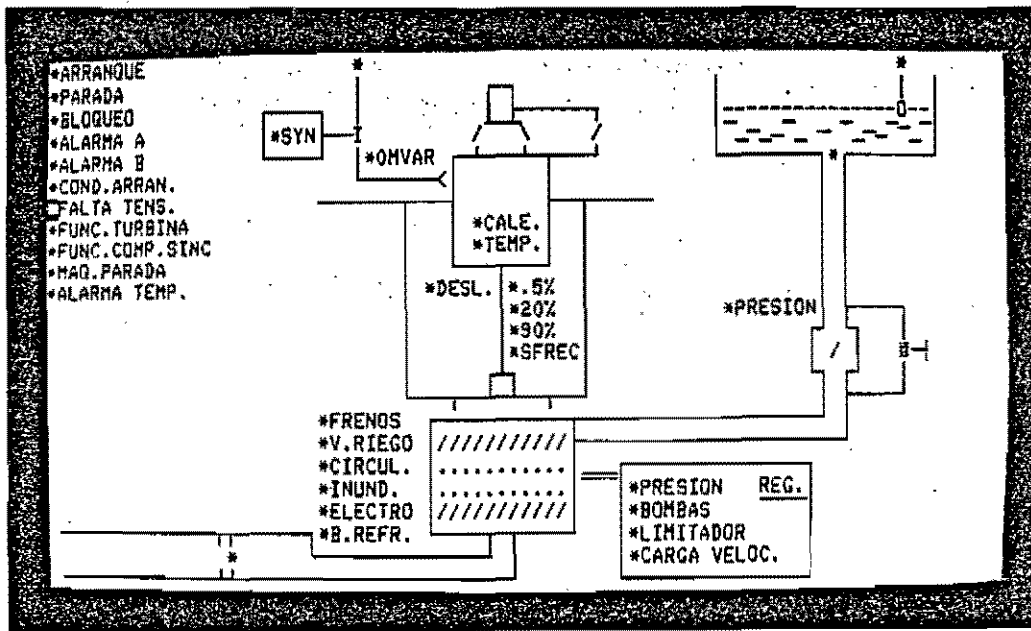 *ARRANQUE
*PARADA
*BLOQUEO
*ALARMA A
*ALARMA B
*COND.ARRAN.
FALTA TENS.
*FUNC.TURBINA
*FUNC.COMP.SINC
*MAQ.PARADA
*ALARMA TEMP.
*
*SYN
*OMVAR
*CALE.
*TEMP.
*DESL.
*.5%
*20%
*90%
*SFREC
*
*
*PRESION
*FRENOS
*V.RIEGO
*CIRCUL.
*INUND.
*ELECTRO
*B.REFR.
*
*PRESION REG.
*BOMBAS
*LIMITADOR
*CARGA VELOC.